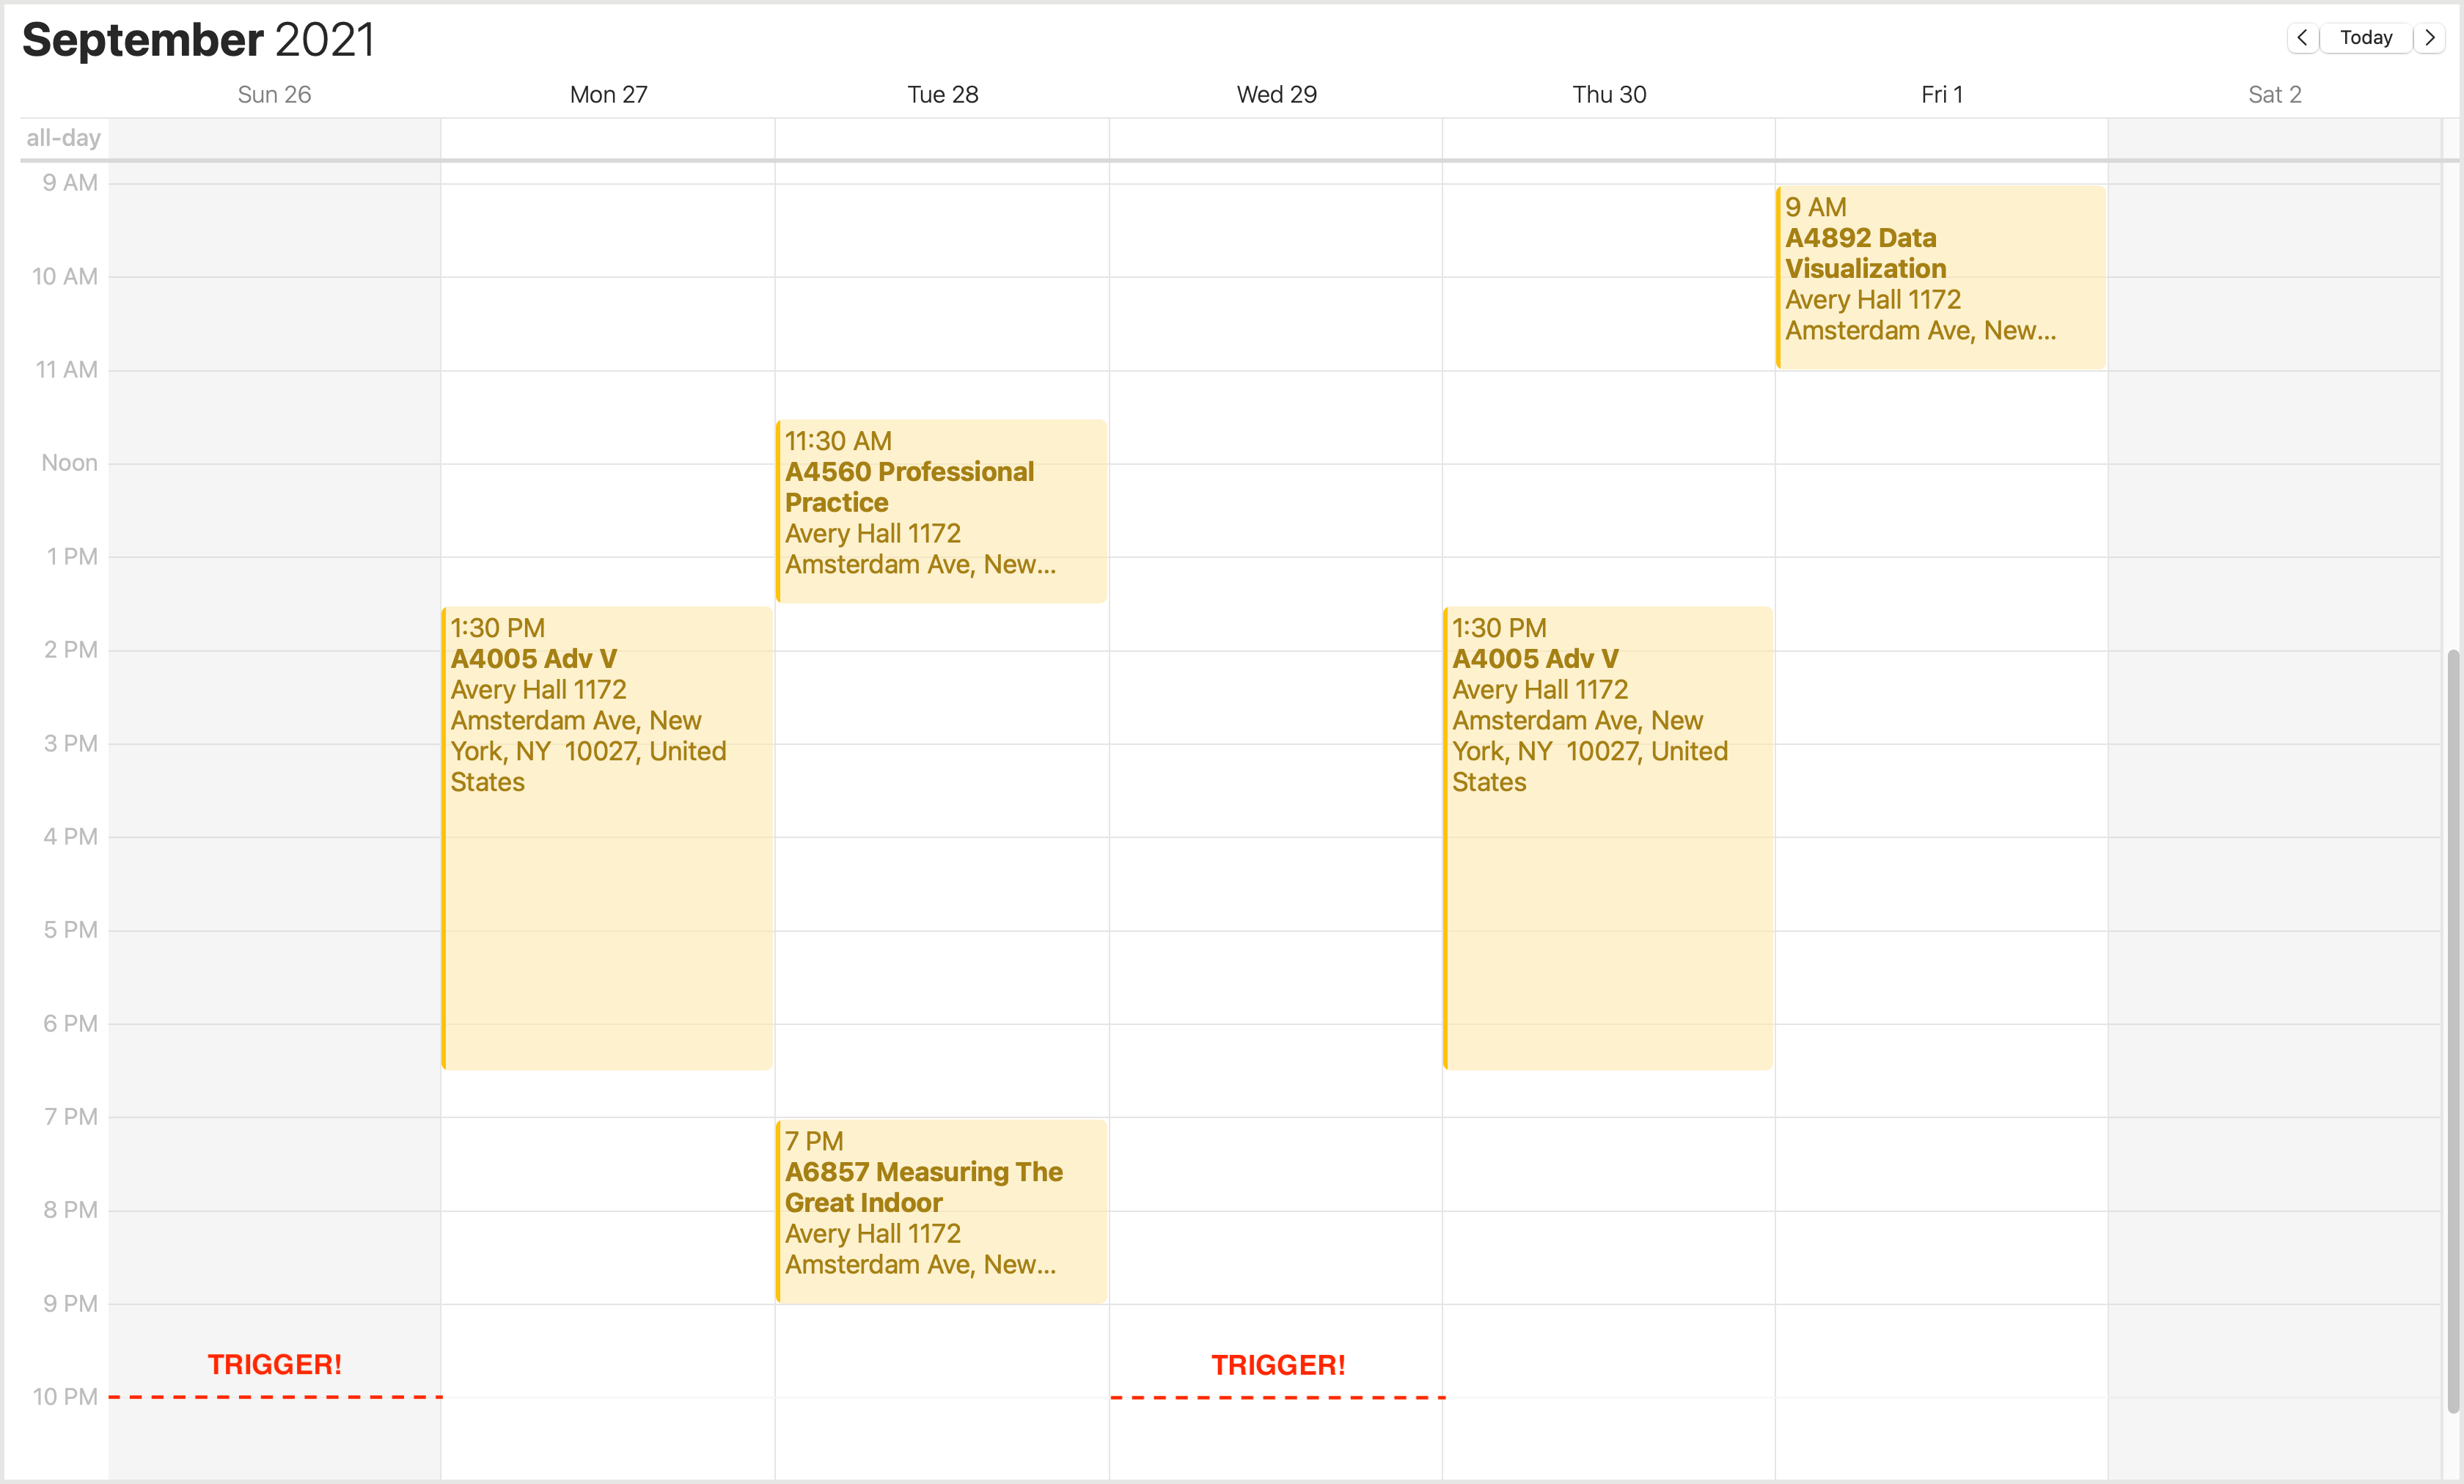 September 2021
Today
Sun 26
Mon 27
Tue 28
Wed 29
Thu 30
Fri 1
Sat 2
all-day
9 AM
10 AM
11 AM
Noon
1 PM
2 PM
3 PM
4 PM
5 PM
6 PM
7 PM
8 PM
9 PM
10 PM
TRIGGER!
1:30 PM
A4005 Adv V
Avery Hall 1172
Amsterdam Ave, New
York, NY  10027, United
States
11:30 AM
A4560 Professional
Practice
Avery Hall 1172
Amsterdam Ave, New...
7 PM
A6857 Measuring The
Great Indoor
Avery Hall 1172
Amsterdam Ave, New...
TRIGGER!
1:30 PM
A4005 Adv V
Avery Hall 1172
Amsterdam Ave, New
York, NY  10027, United
States
9 AM
A4892 Data
Visualization
Avery Hall 1172
Amsterdam Ave, New...